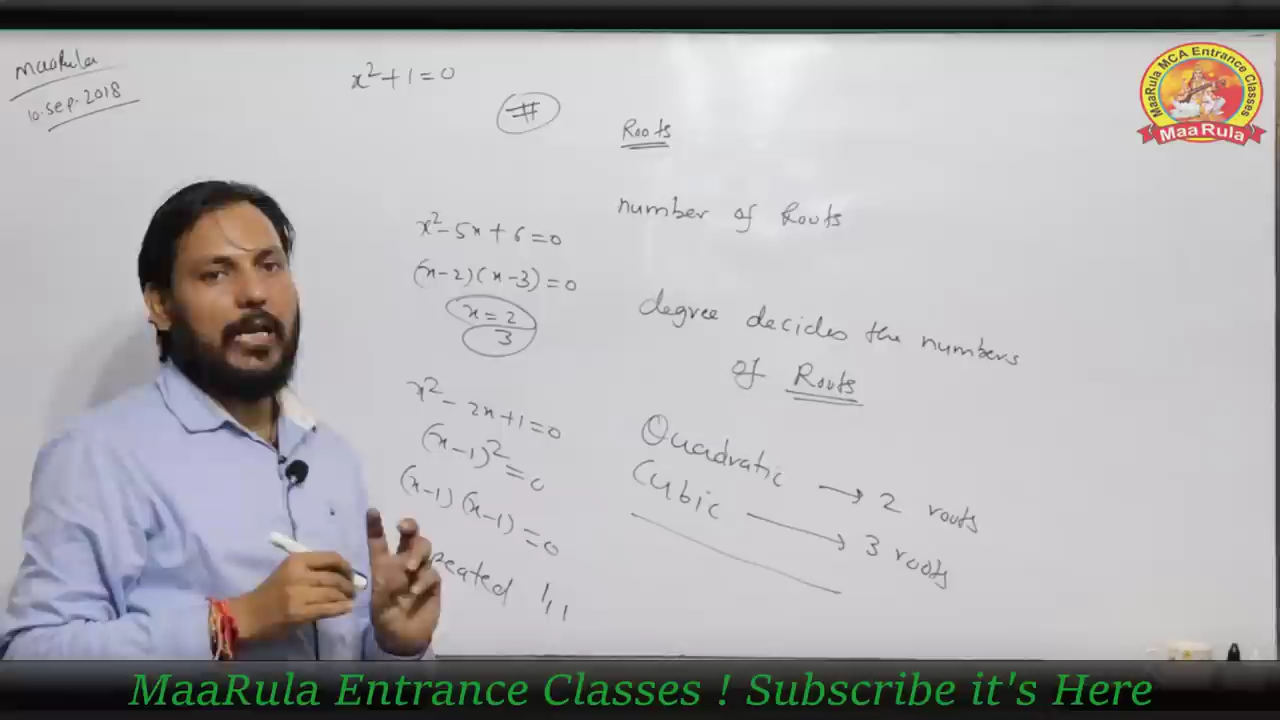 MaaRula
10.Sep.2018
x²+1=0
#
Roots
number of Roots
x²-5x+6=0
(x-2)(x-3)=0
x=2
3
degree decides the numbers
of Roots
x²-2x+1=0
(x-1)²=0
(x-1)(x-1)=0
peated 1,1
Quadratic → 2 roots
Cubic → 3 roots
MaaRula MCA Entrance Classes
MaaRula
MaaRula Entrance Classes ! Subscribe it's Here